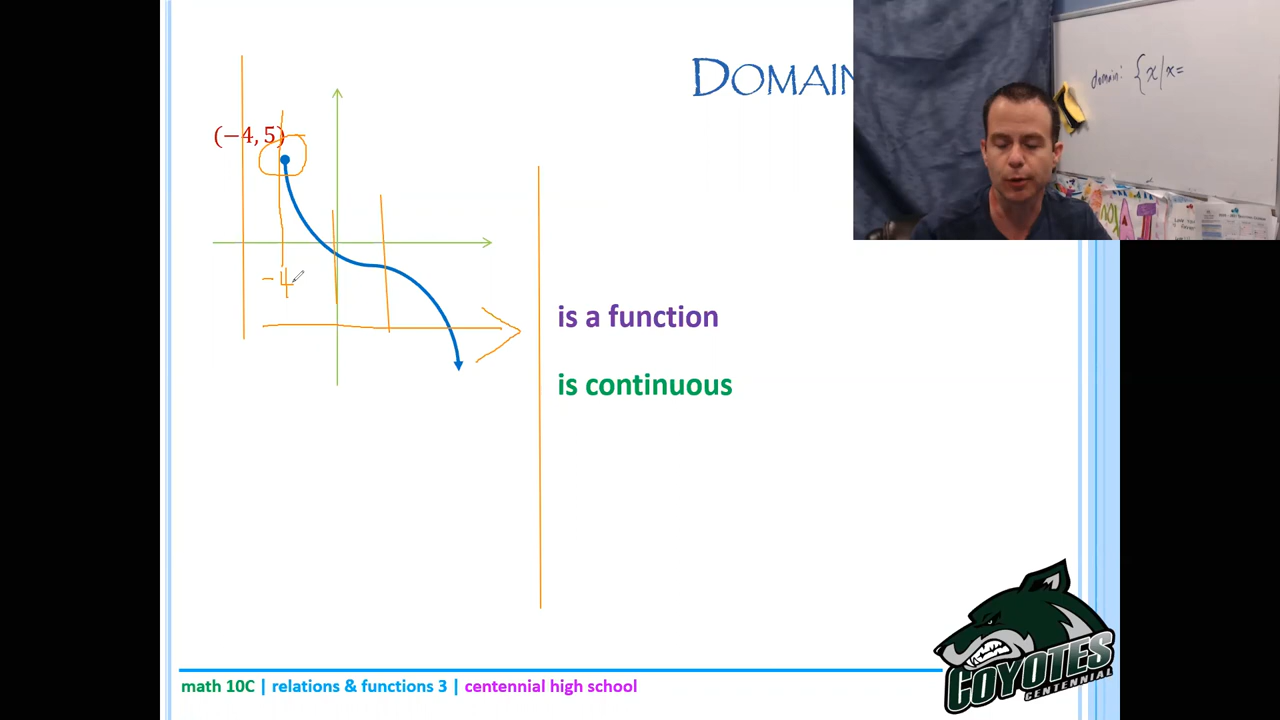 DOMAIN
domain: {x|x=
(−4, 5)
−4
is a function
is continuous
math 10C | relations & functions 3 | centennial high school
COYOTES
CENTENNIAL